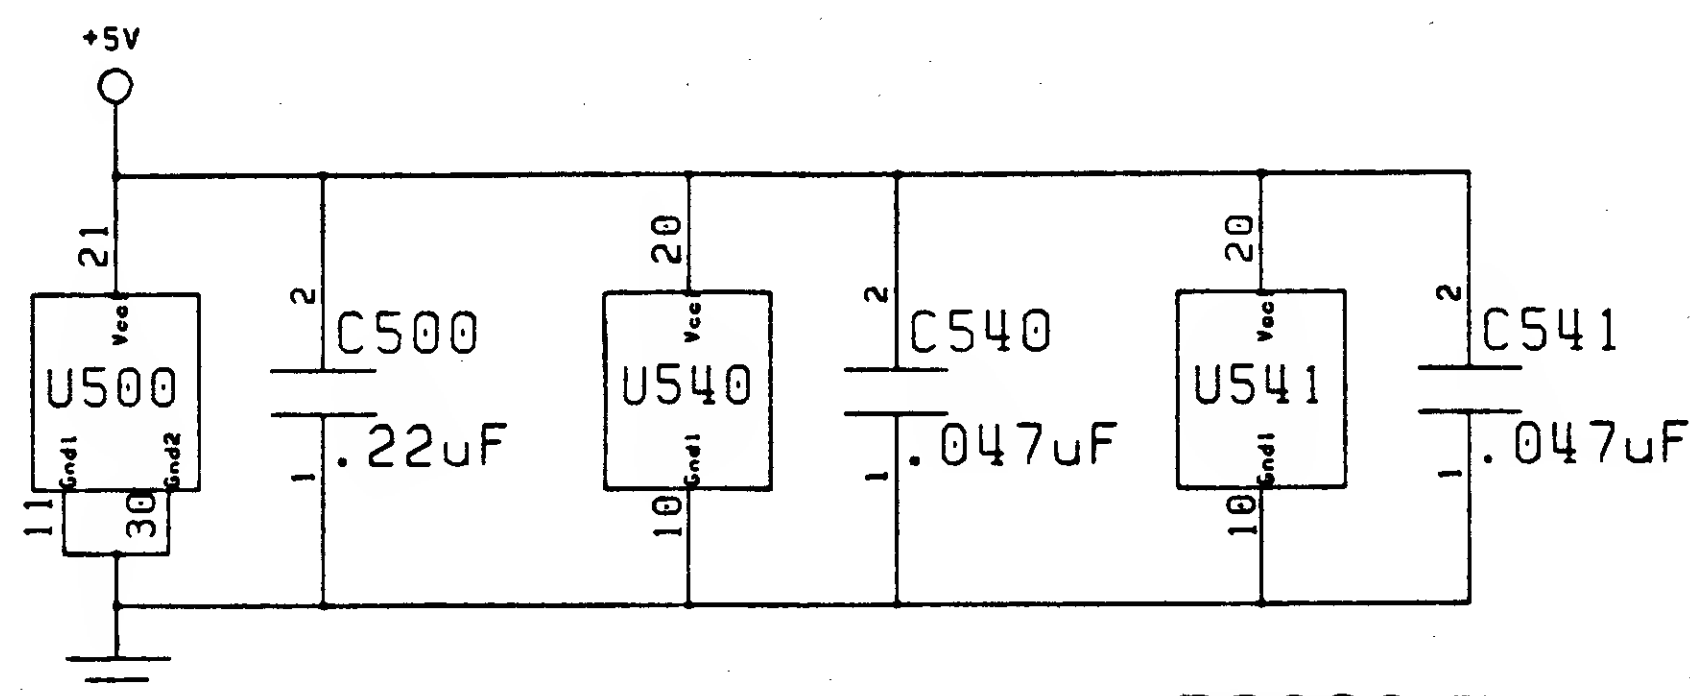 +5V
21
Vcc
U500
Gnd1
Gnd2
11
30
2
C500
.22uF
1
20
Vcc
U540
Gnd1
10
2
C540
.047uF
1
20
Vcc
U541
Gnd1
10
2
C541
.047uF
1